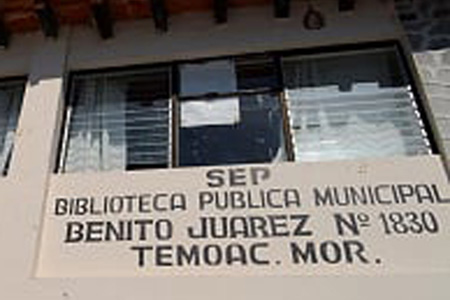 SEP
BIBLIOTECA PUBLICA MUNICIPAL
BENITO JUAREZ Nº 1830
TEMOAC. MOR.